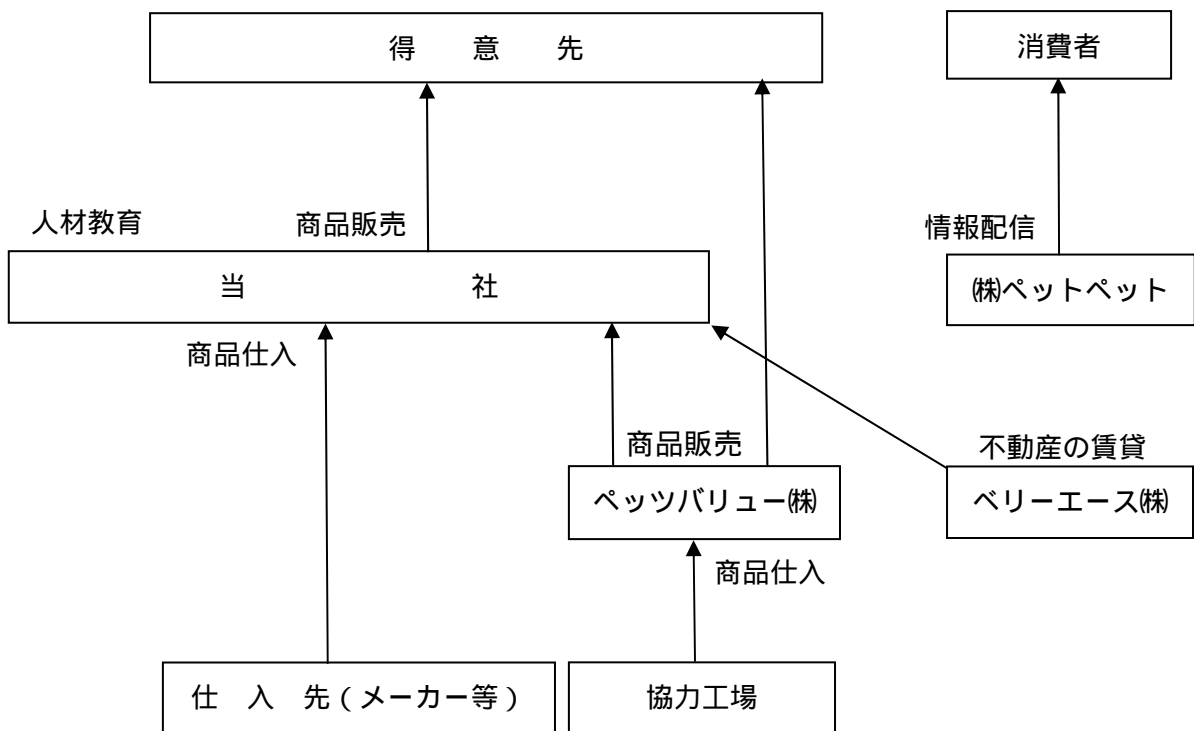 得　意　先
消費者
人材教育
商品販売
情報配信
当　社
㈱ペットペット
商品仕入
商品販売
不動産の賃貸
ペッツバリュー㈱
ベリーエース㈱
商品仕入
仕　入　先（メーカー等）
協力工場